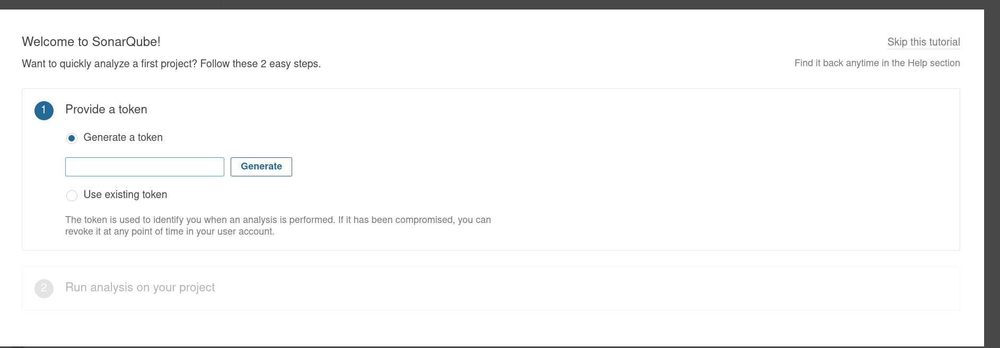 Welcome to SonarQube!
Skip this tutorial
Want to quickly analyze a first project? Follow these 2 easy steps.
Find it back anytime in the Help section
1 Provide a token
Generate a token
Generate
Use existing token
The token is used to identify you when an analysis is performed. If it has been compromised, you can
revoke it at any point of time in your user account.
2 Run analysis on your project